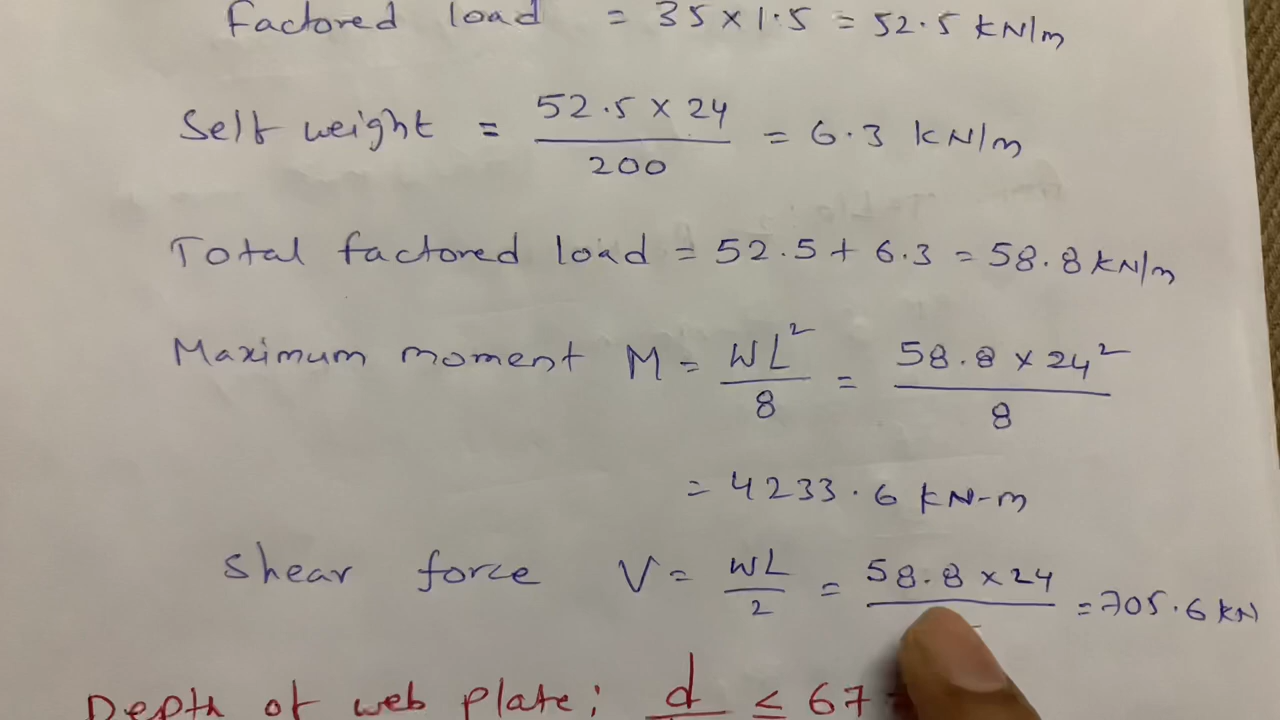 Factored load = 35 x 1.5 = 52.5 kN/m
Self weight = 52.5 x 24 / 200 = 6.3 kN/m
Total factored load = 52.5 + 6.3 = 58.8 kN/m
Maximum moment M = WL² / 8 = 58.8 x 24² / 8
= 4233.6 kN-m
Shear force V = WL / 2 = 58.8 x 24 / = 705.6 kN
Depth of web plate; d ≤ 67